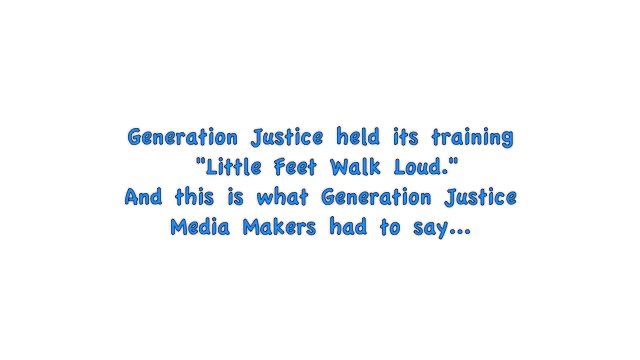 Generation Justice held its training
"Little Feet Walk Loud."
And this is what Generation Justice
Media Makers had to say...